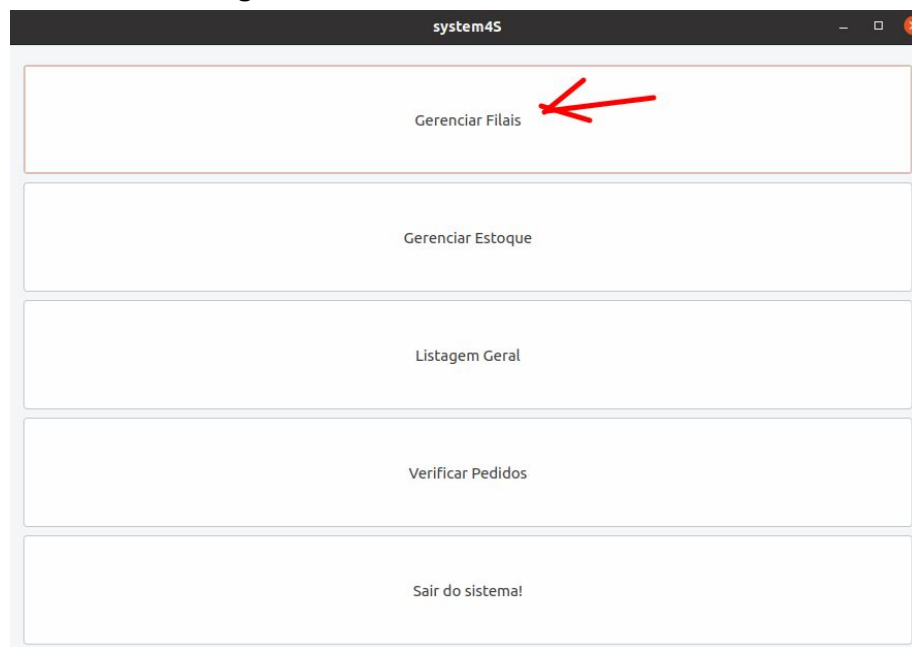 system4S
Gerenciar Filais
Gerenciar Estoque
Listagem Geral
Verificar Pedidos
Sair do sistema!